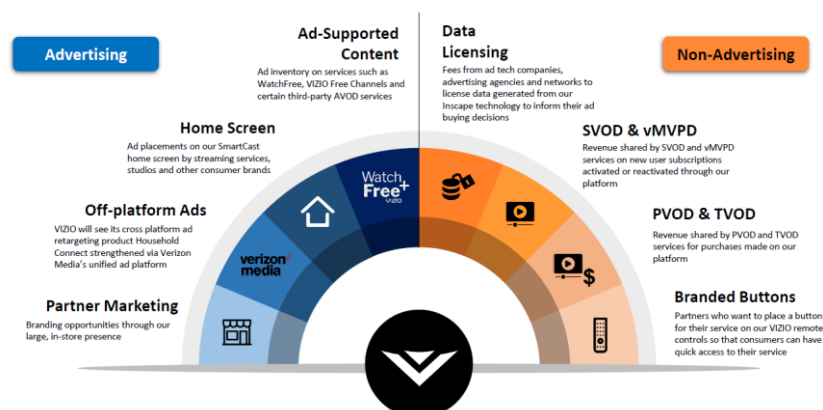 Advertising
Ad-Supported
Content
Ad inventory on services such as
WatchFree, VIZIO Free Channels and
certain third-party AVOD services
Home Screen
Ad placements on our SmartCast
home screen by streaming services,
studios and other consumer brands
Off-platform Ads
VIZIO will see its cross platform ad
retargeting product Household
Connect strengthened via Verizon
Media's unified ad platform
Partner Marketing
Branding opportunities through our
large, in-store presence
Data
Licensing
Fees from ad tech companies,
advertising agencies and networks to
license data generated from our
Inscape technology to inform their ad
buying decisions
Non-Advertising
SVOD & vMVPD
Revenue shared by SVOD and vMVPD
services on new user subscriptions
activated or reactivated through our
platform
PVOD & TVOD
Revenue shared by PVOD and TVOD
services for purchases made on our
platform
Branded Buttons
Partners who want to place a button
for their service on our VIZIO remote
controls so that consumers can have
quick access to their service
Watch
Free+
VIZIO
verizon
media
$